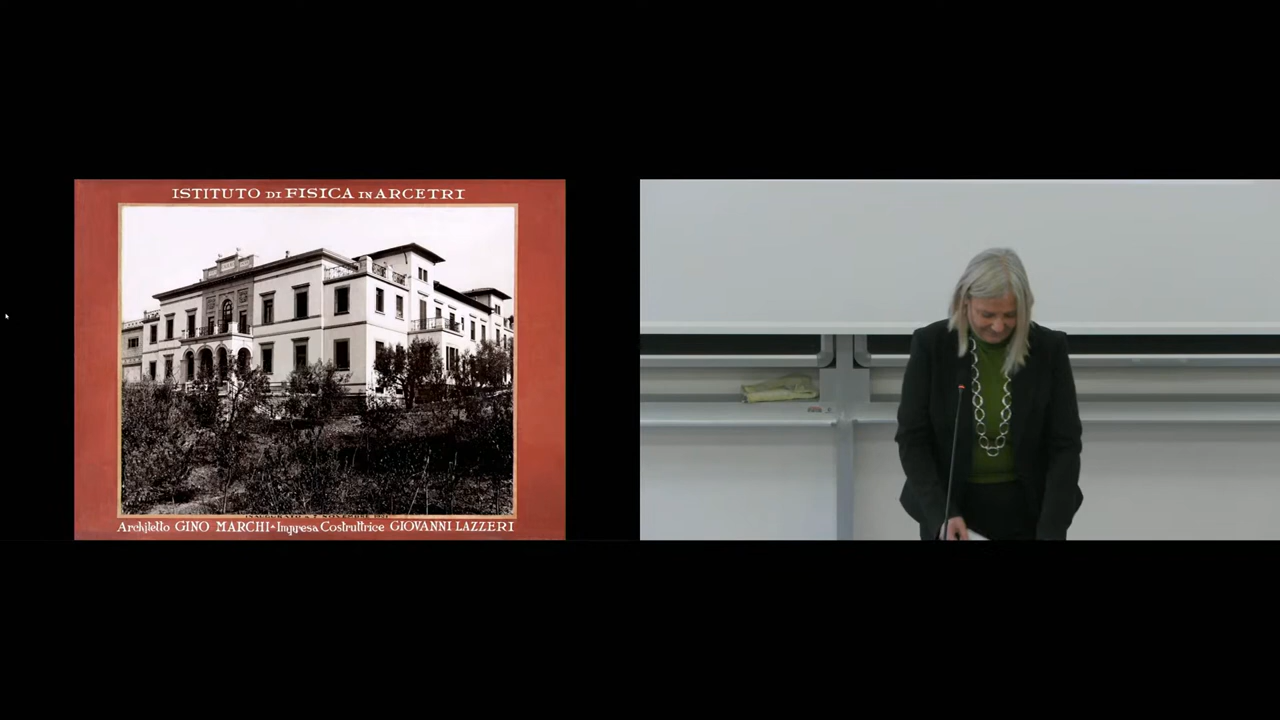 ISTITUTO DI FISICA IN ARCETRI
Architetto GINO MARCHI - Impresa Costruttrice GIOVANNI LAZZERI